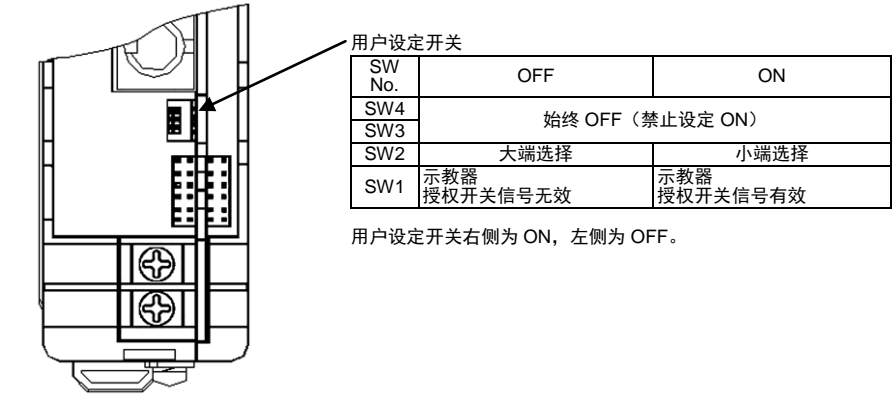 用户设定开关
SW No. OFF ON
SW4 始终 OFF（禁止设定 ON）
SW3
SW2 大端选择 小端选择
SW1 示教器 授权开关信号无效 示教器 授权开关信号有效
用户设定开关右侧为 ON，左侧为 OFF。